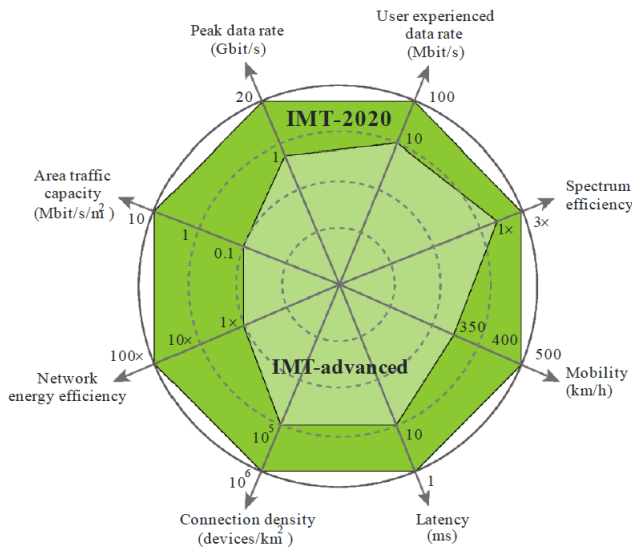 Peak data rate
(Gbit/s)
User experienced
data rate
(Mbit/s)
20
100
IMT-2020
1
10
Area traffic
capacity
(Mbit/s/m²)
Spectrum
efficiency
10
1
0.1
1×
3×
1×
10×
100×
350
400
500
Network
energy efficiency
IMT-advanced
Mobility
(km/h)
10⁵
10
10⁶
1
Connection density
(devices/km²)
Latency
(ms)